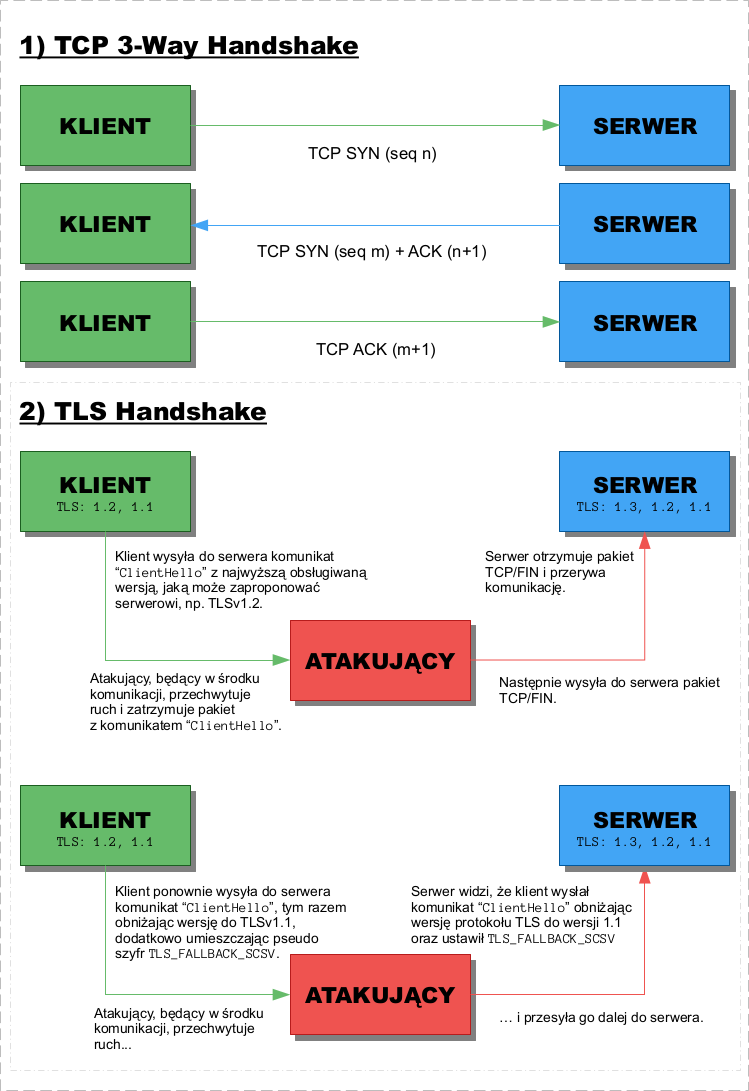 1) TCP 3-Way Handshake
KLIENT
SERWER
TCP SYN (seq n)
KLIENT
SERWER
TCP SYN (seq m) + ACK (n+1)
KLIENT
SERWER
TCP ACK (m+1)
2) TLS Handshake
KLIENT
TLS: 1.2, 1.1
SERWER
TLS: 1.3, 1.2, 1.1
Klient wysyła do serwera komunikat
“ClientHello” z najwyższą obsługiwaną
wersją, jaką może zaproponować
serwerowi, np. TLSv1.2.
Serwer otrzymuje pakiet
TCP/FIN i przerywa
komunikację.
ATAKUJĄCY
Atakujący, będący w środku
komunikacji, przechwytuje
ruch i zatrzymuje pakiet
z komunikatem “ClientHello”.
Następnie wysyła do serwera pakiet
TCP/FIN.
KLIENT
TLS: 1.2, 1.1
SERWER
TLS: 1.3, 1.2, 1.1
Klient ponownie wysyła do serwera
komunikat “ClientHello”, tym razem
obniżając wersję do TLSv1.1,
dodatkowo umieszczając pseudo
szyfr TLS_FALLBACK_SCSV.
Serwer widzi, że klient wysłał
komunikat “ClientHello” obniżając
wersję protokołu TLS do wersji 1.1
oraz ustawił TLS_FALLBACK_SCSV
ATAKUJĄCY
Atakujący, będący w środku
komunikacji, przechwytuje
ruch...
… i przesyła go dalej do serwera.